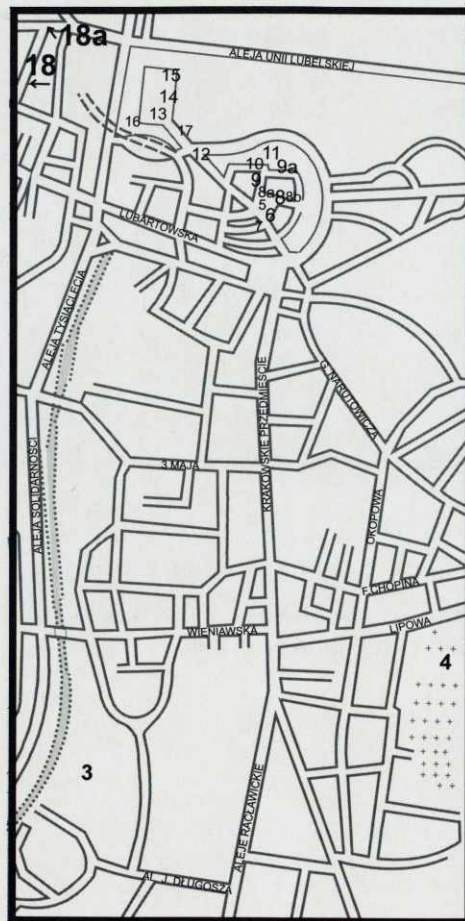 18a
18
ALEJA UNII LUBELSKIEJ
15
14
13
16
17
12
11
10
9a
9
8a
8
8b
5
6
7
LUBARTOWSKA
ALEJA TYSIĄCLECIA
G. NARUTOWICZA
KRAKOWSKIE PRZEDMIEŚCIE
ALEJA SOLIDARNOŚCI
3 MAJA
OKOPOWA
F. CHOPINA
WIENIAWSKA
LIPOWA
4
3
ALEJE RACŁAWICKIE
AL. J. DŁUGOSZA